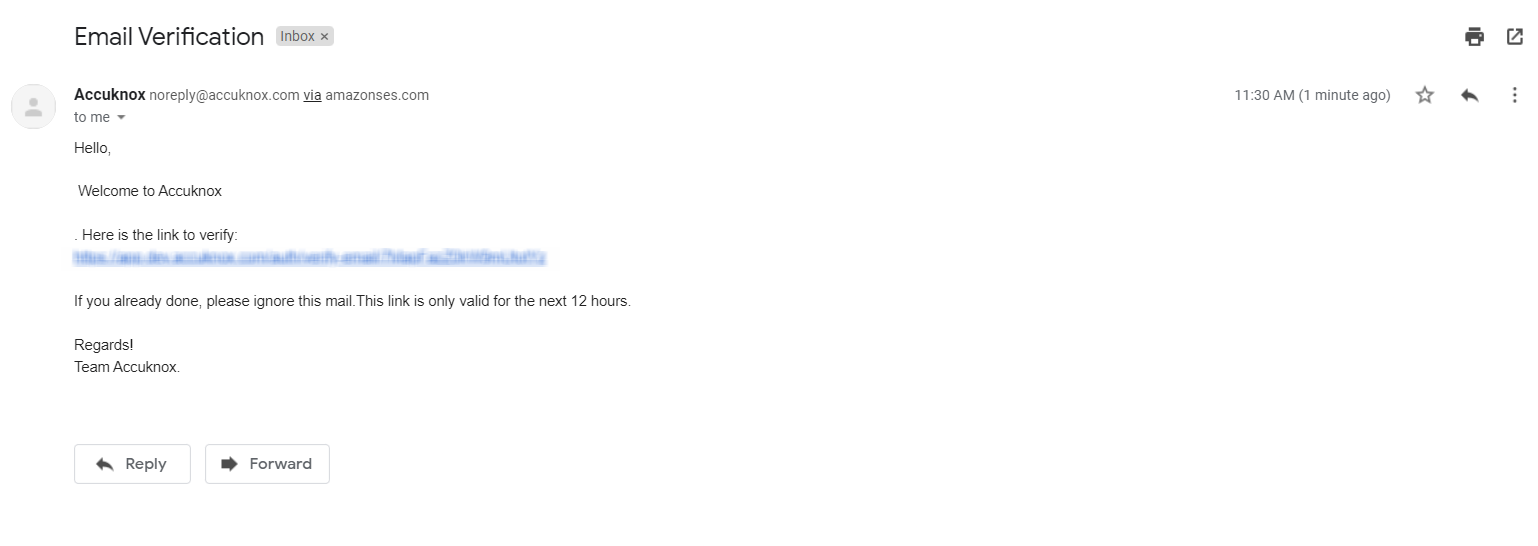 Email Verification Inbox ×
Accuknox noreply@accuknox.com via amazonses.com 11:30 AM (1 minute ago)
to me
Hello,
Welcome to Accuknox
. Here is the link to verify:
If you already done, please ignore this mail.This link is only valid for the next 12 hours.
Regards!
Team Accuknox.
Reply Forward